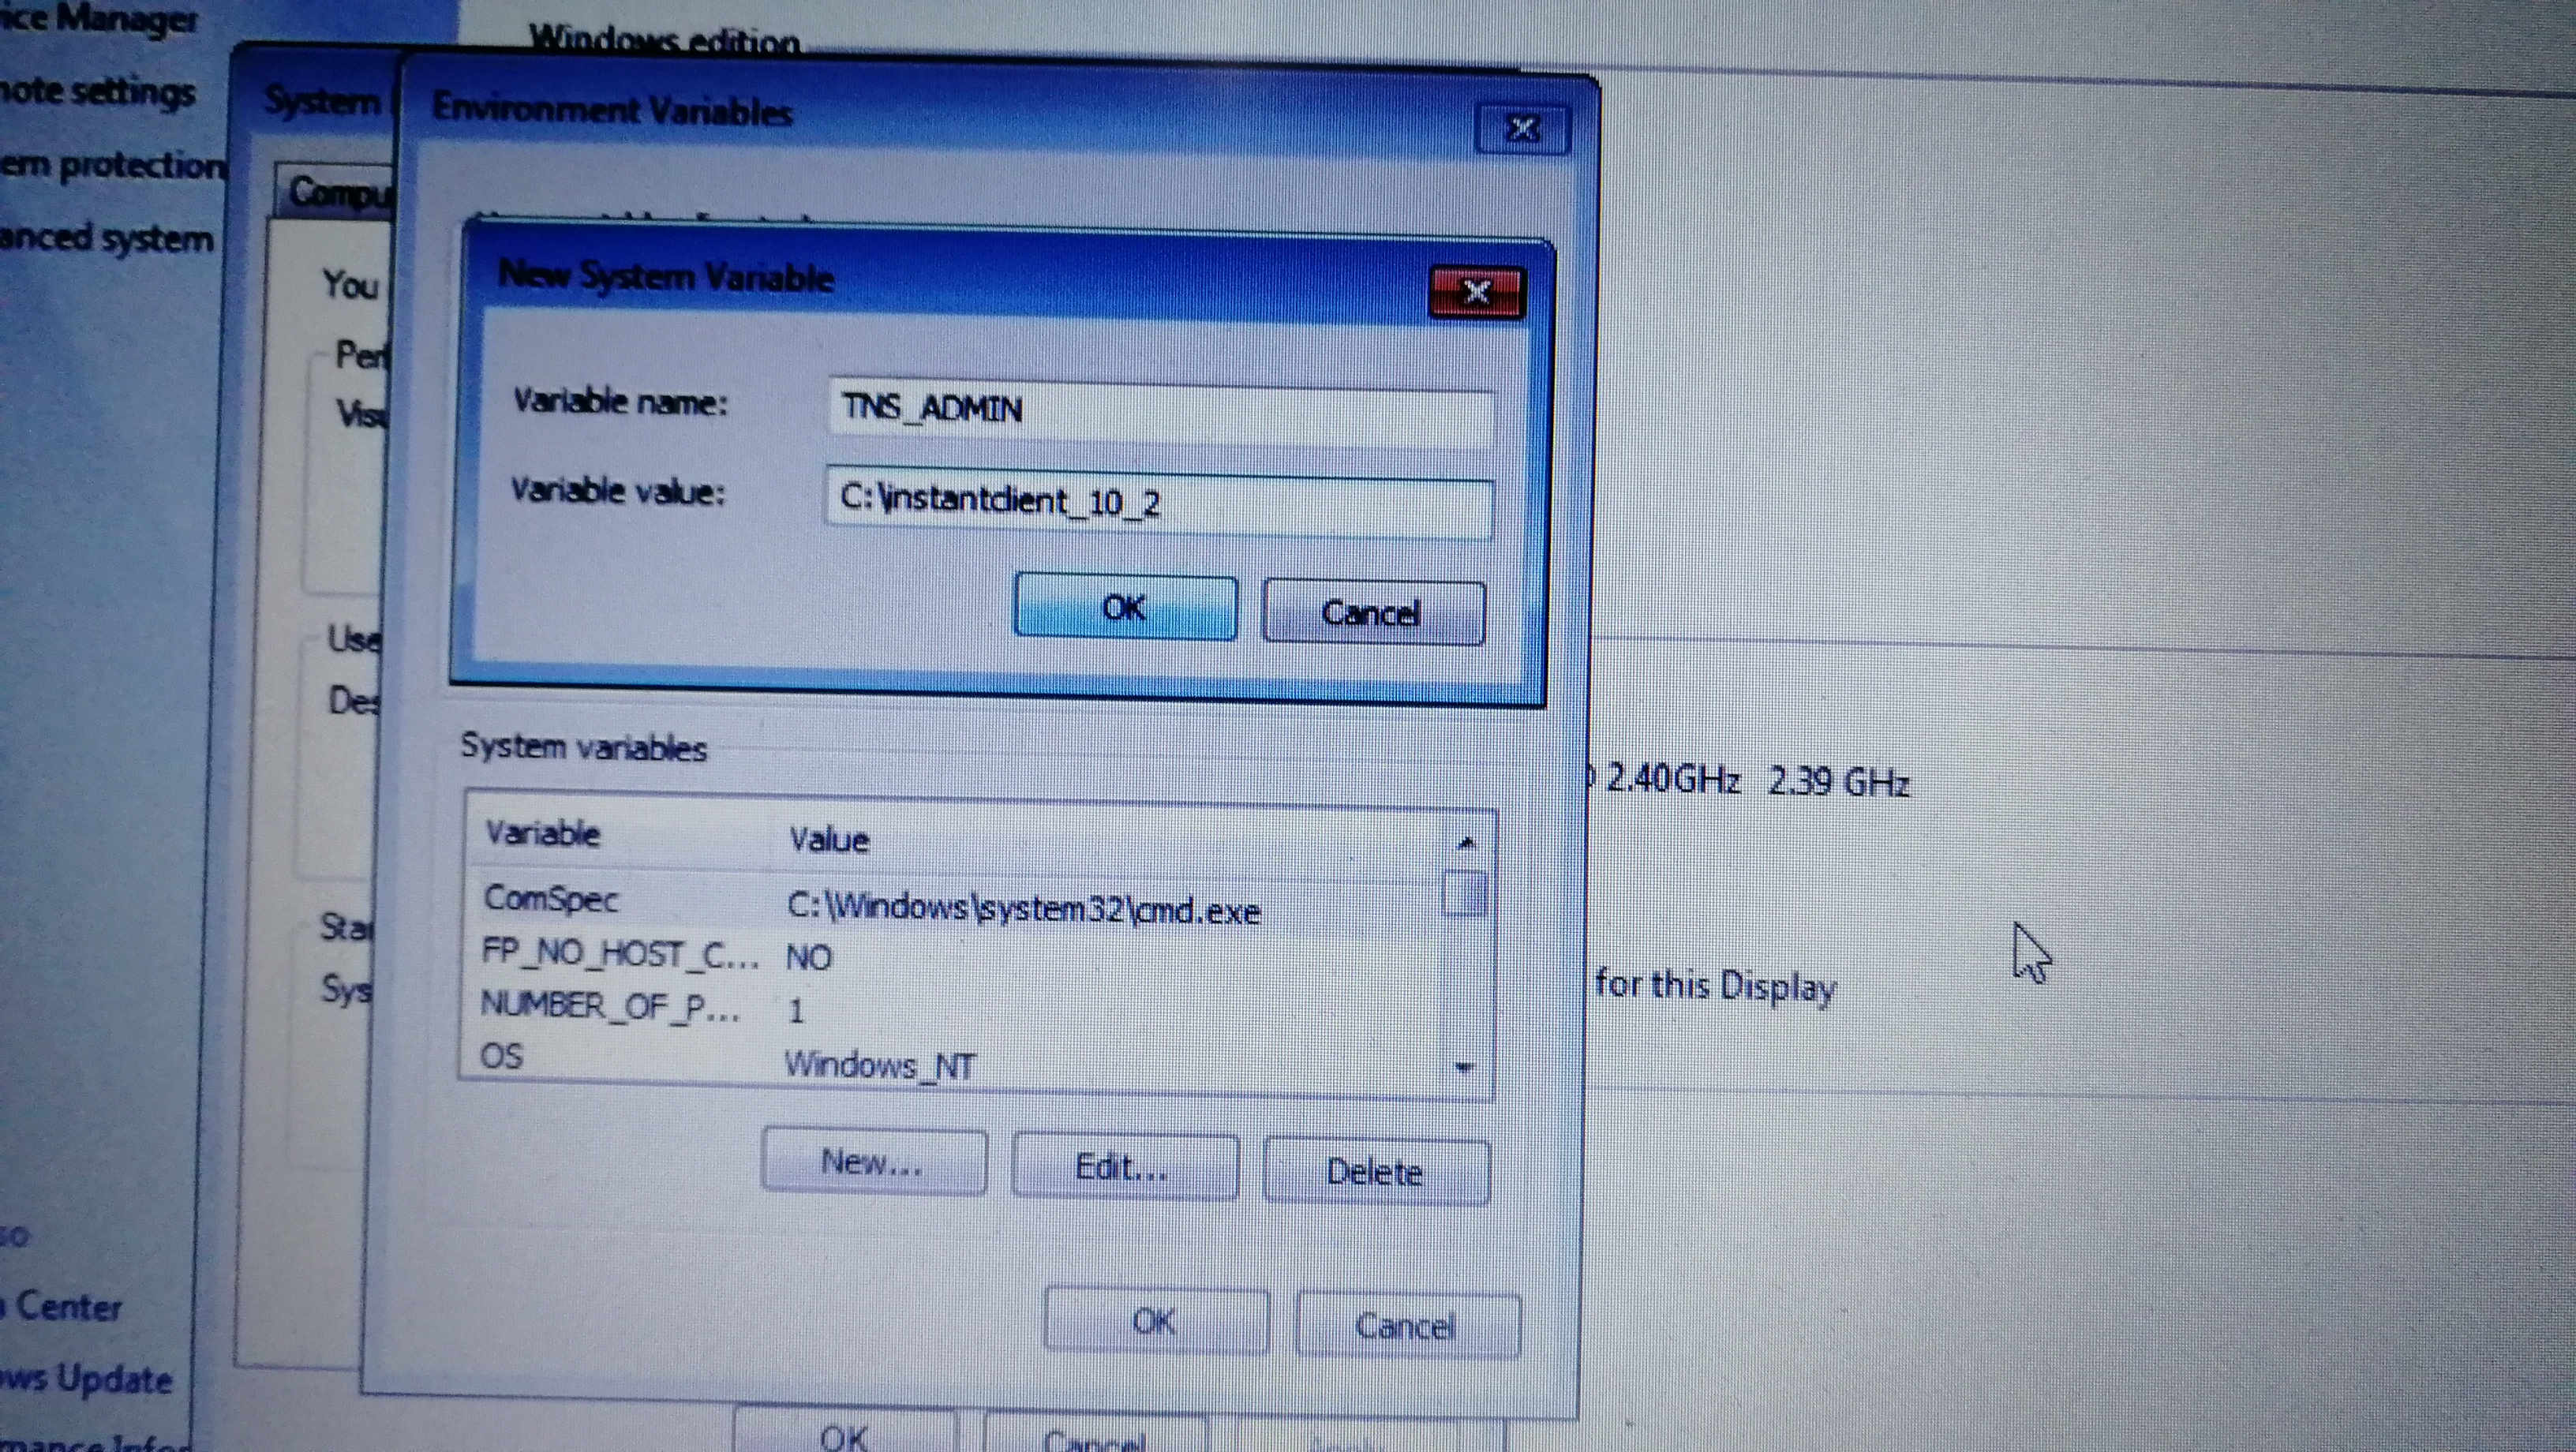 ice Manager
Windows edition
note settings
System
Environment Variables
em protection
Compu
anced system
You
New System Variable
Per
Variable name:
TNS_ADMIN
Visu
Variable value:
C:\instantclient_10_2
OK
Cancel
Use
Des
System variables
2.40GHz 2.39 GHz
Variable Value
ComSpec C:\Windows\system32\cmd.exe
Star
FP_NO_HOST_C... NO
Sys
NUMBER_OF_P... 1
for this Display
OS Windows_NT
New...
Edit...
Delete
so
Center
OK
Cancel
ows Update
OK
Cancel
mance Infor